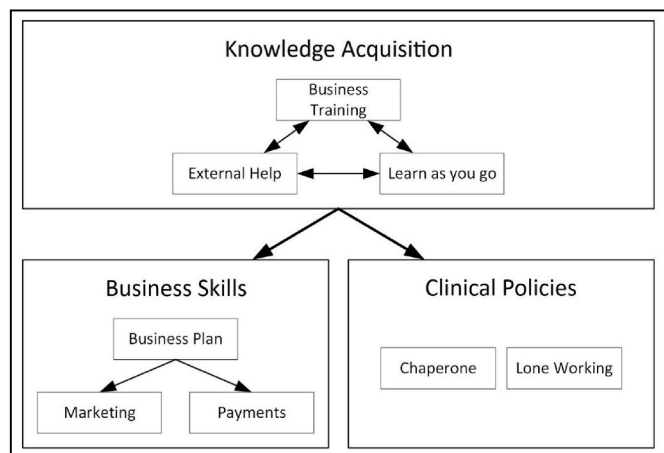 Knowledge Acquisition
Business
Training
External Help
Learn as you go
Business Skills
Business Plan
Marketing
Payments
Clinical Policies
Chaperone
Lone Working